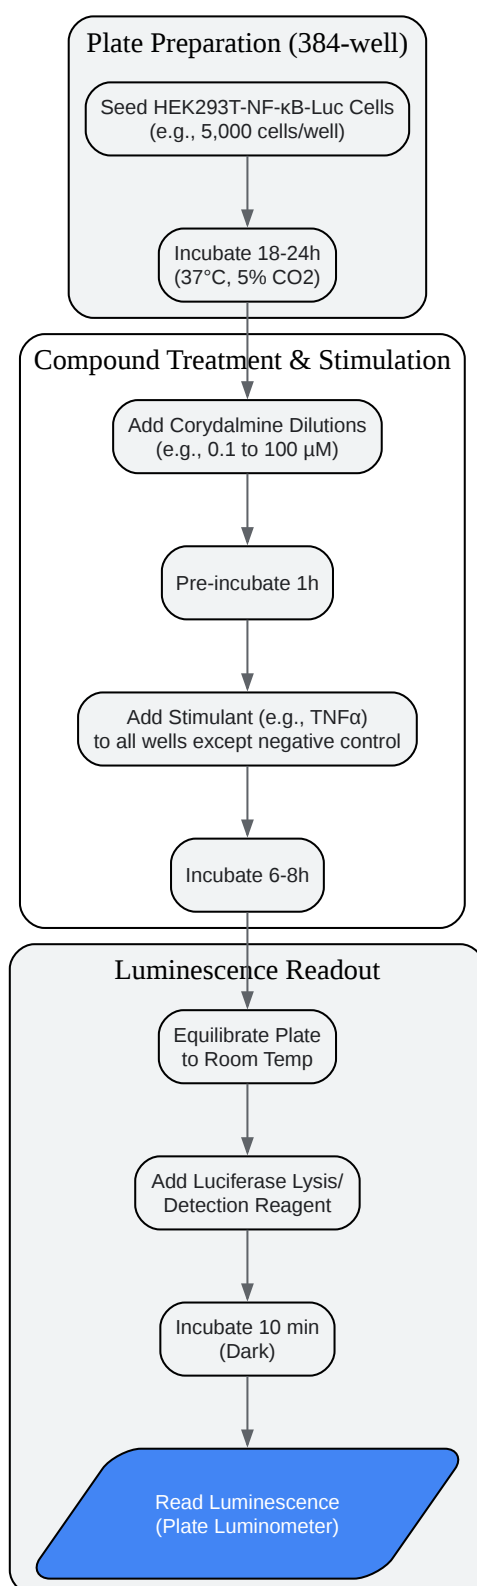 Plate Preparation (384-well)
Seed HEK293T-NF-κB-Luc Cells
(e.g., 5,000 cells/well)
Incubate 18-24h
(37°C, 5% CO2)
Compound Treatment & Stimulation
Add Corydalmine Dilutions
(e.g., 0.1 to 100 µM)
Pre-incubate 1h
Add Stimulant (e.g., TNFα)
to all wells except negative control
Incubate 6-8h
Luminescence Readout
Equilibrate Plate
to Room Temp
Add Luciferase Lysis/
Detection Reagent
Incubate 10 min
(Dark)
Read Luminescence
(Plate Luminometer)